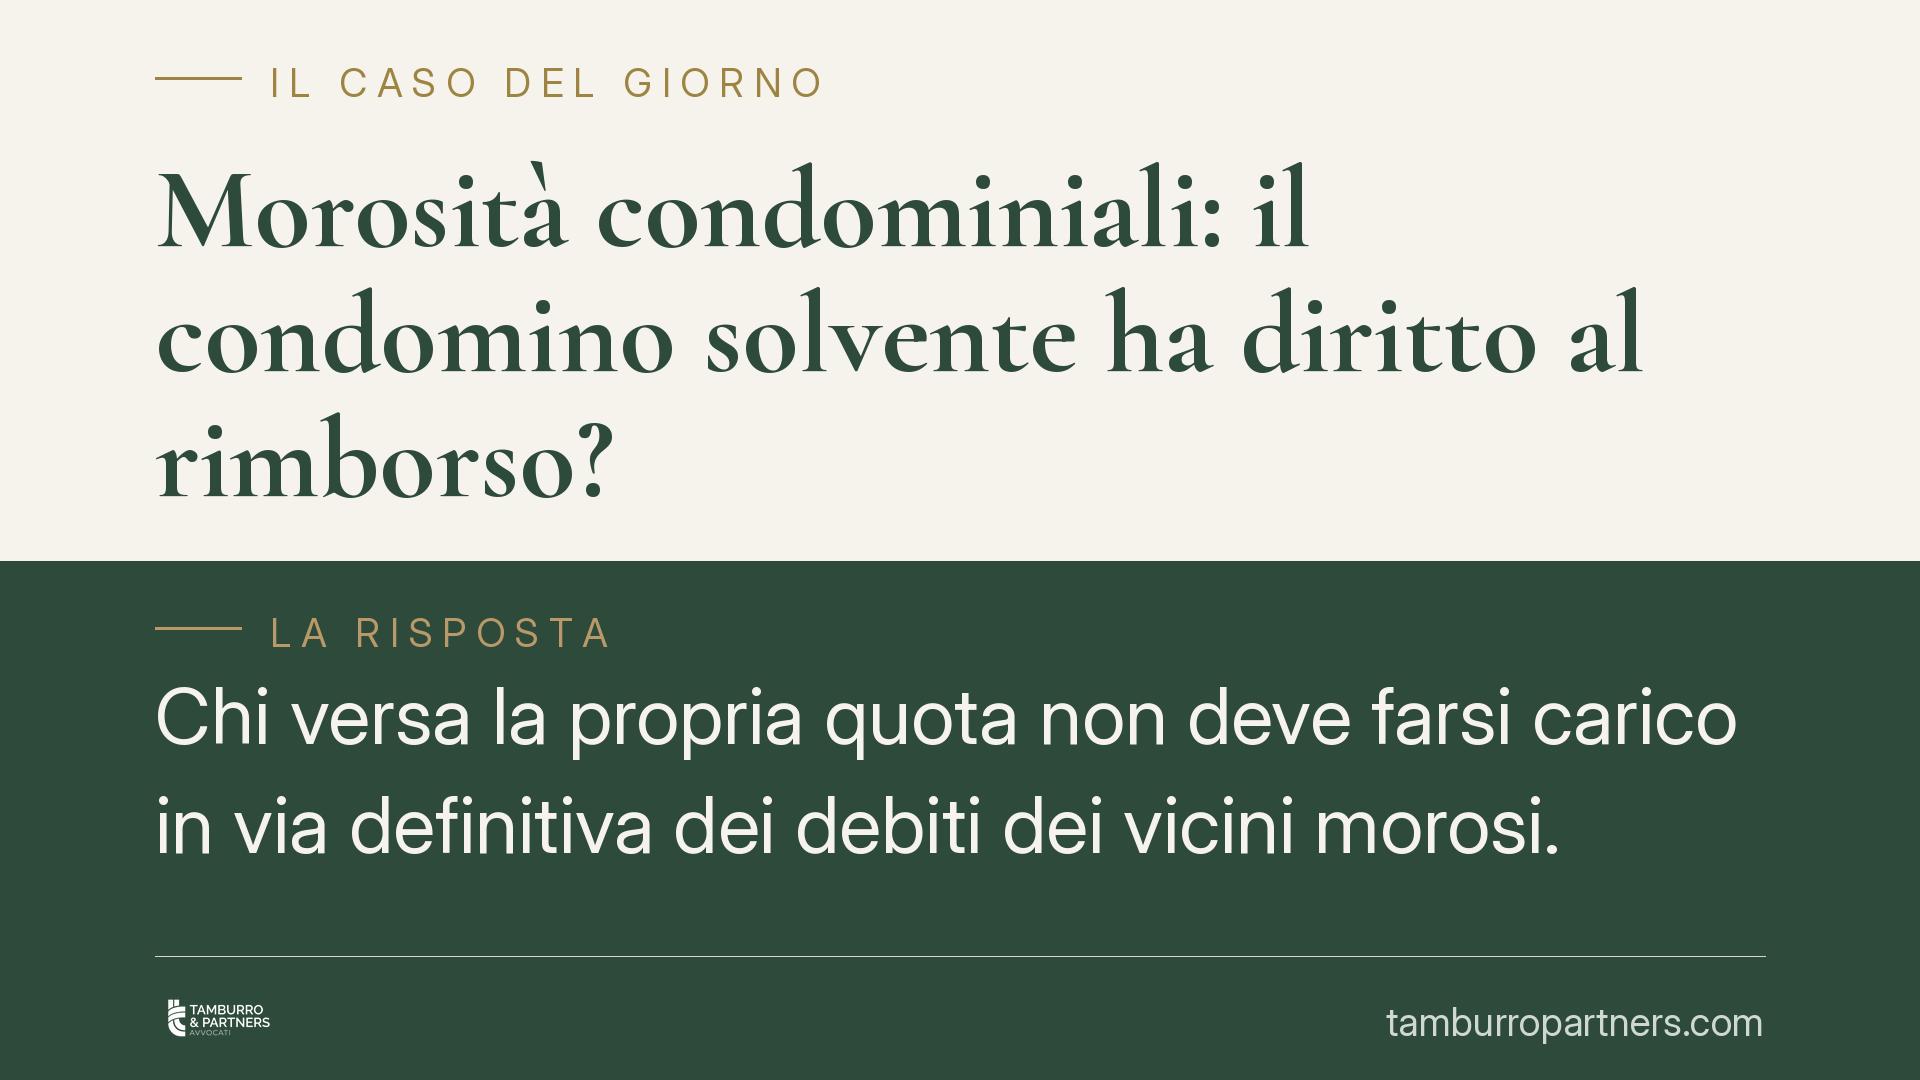 IL CASO DEL GIORNO
Morosità condominiali: il
condomino solvente ha diritto al
rimborso?
LA RISPOSTA
Chi versa la propria quota non deve farsi carico
in via definitiva dei debiti dei vicini morosi.
TAMBURRO
& PARTNERS
AVVOCATI
tamburropartners.com